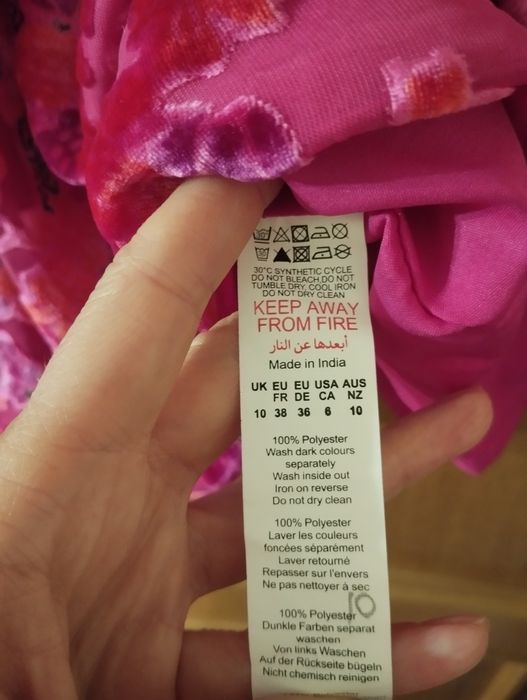 30°C SYNTHETIC CYCLE
DO NOT BLEACH,DO NOT
TUMBLE DRY, COOL IRON
DO NOT DRY CLEAN
KEEP AWAY
FROM FIRE
أبعدها عن النار
Made in India
UK EU EU USA AUS
FR DE CA NZ
10 38 36 6 10
100% Polyester
Wash dark colours
separately
Wash inside out
Iron on reverse
Do not dry clean
100% Polyester
Laver les couleurs
foncées séparément
Laver retourné
Repasser sur l'envers
Ne pas nettoyer à sec
10
100% Polyester
Dunkle Farben separat
waschen
Von links Waschen
Auf der Rückseite bügeln
Nicht chemisch reinigen